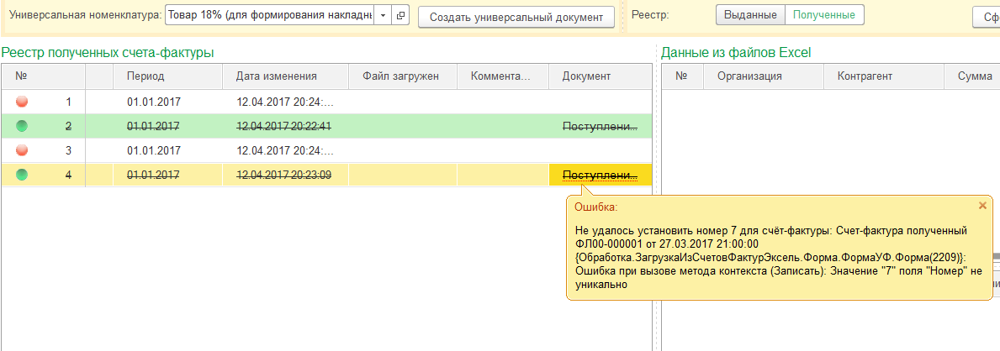 Универсальная номенклатура: Товар 18% (для формирования накладны
Создать универсальный документ
Реестр: Выданные Полученные
Сф
Реестр полученных счета-фактуры
№ Период Дата изменения Файл загружен Коммента... Документ
1 01.01.2017 12.04.2017 20:24:...
2 01.01.2017 12.04.2017 20:22:41 Поступлени...
3 01.01.2017 12.04.2017 20:24:...
4 01.01.2017 12.04.2017 20:23:09 Поступлени...
Данные из файлов Excel
№ Организация Контрагент Сумма
Ошибка:
Не удалось установить номер 7 для счёт-фактуры: Счет-фактура полученный
ФЛ00-000001 от 27.03.2017 21:00:00
{Обработка.ЗагрузкаИзСчетовФактурЭксель.Форма.ФормаУФ.Форма(2209)}:
Ошибка при вызове метода контекста (Записать): Значение "7" поля "Номер" не
уникально